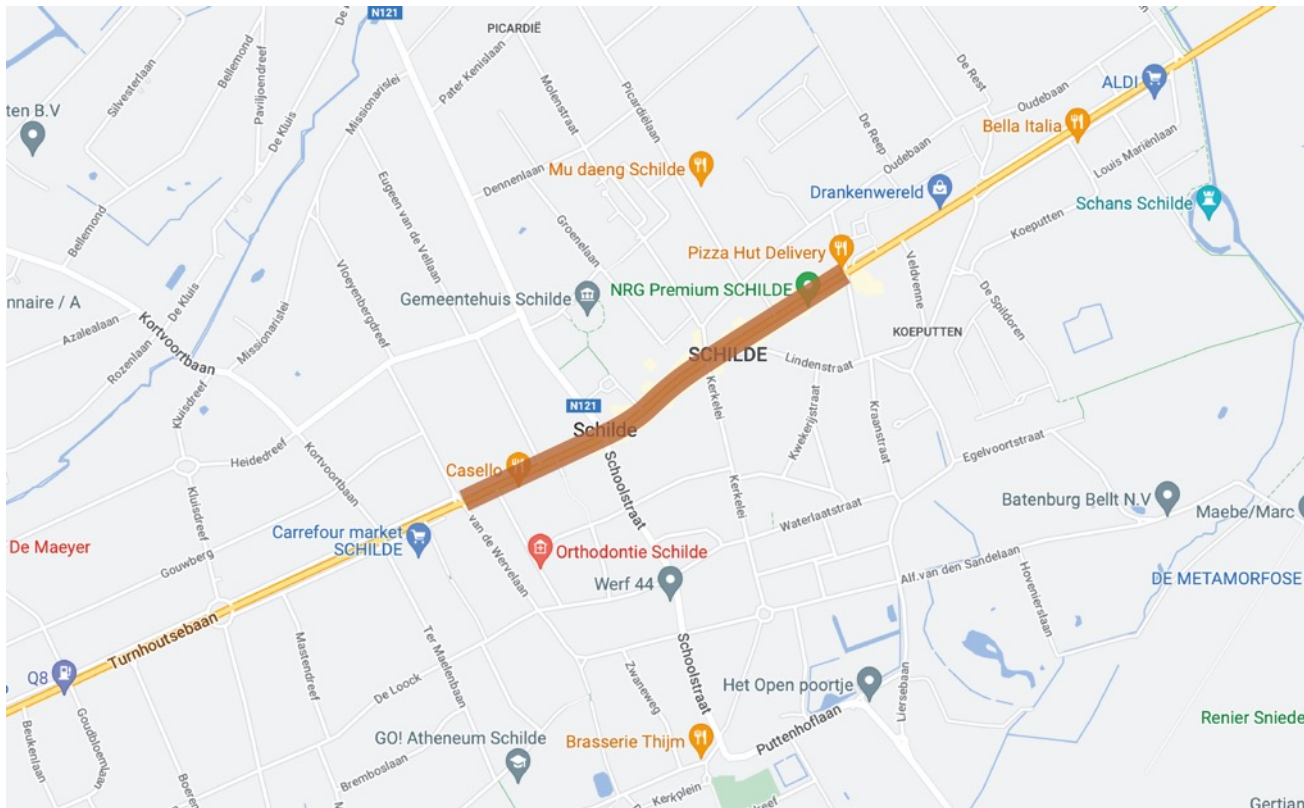 N121
PICARDIË
De Rest
ALDI
Silvesterlaan
Bellemond
Paviljoendreef
De Kluis
Missionarislei
Pater Kenislaan
Molenstraat
Picardiëlaan
Oudebaan
Bella Italia
ten B.V
De Reep
Oudebaan
Louis Mariënlaan
Mu daeng Schilde
Dennenlaan
Drankenwereld
Schans Schilde
Eugeen van de Vellaan
Groenelaan
Koeputten
Bellemond
Pizza Hut Delivery
Veldvenne
Vloeyenbergdreef
De Kluis
NRG Premium SCHILDE
De Spildoren
nnaire / A
Gemeentehuis Schilde
Azalealaan
Kortvoortbaan
Missionarislei
KOEPUTTEN
Rozenlaan
SCHILDE
Lindenstraat
Kluisdreef
N121
Kerkelei
Kwekerijstraat
Kraanstraat
Schilde
Heidedreef
Kortvoortbaan
Casello
Schoolstraat
Egelvoortstraat
Kluisdreef
Kerkelei
Batenburg Bellt N.V
Waterlaatstraat
Maebe/Marc
Carrefour market
SCHILDE
van de Wervelaan
De Maeyer
Gouwberg
Orthodontie Schilde
Alf.van den Sandelaan
Werf 44
DE METAMORFOSE
Hovenierslaan
Turnhoutsebaan
Mastendreef
Ter Maelenbaan
Schoolstraat
Q8
De Loock
Zwaneweg
Het Open poortje
Liersebaan
Goudbloemlaan
Beukenlaan
Renier Sniede
GO! Atheneum Schilde
Brasserie Thijm
Puttenhoflaan
Bremboslaan
Boeren
Kerkplein
Gertian